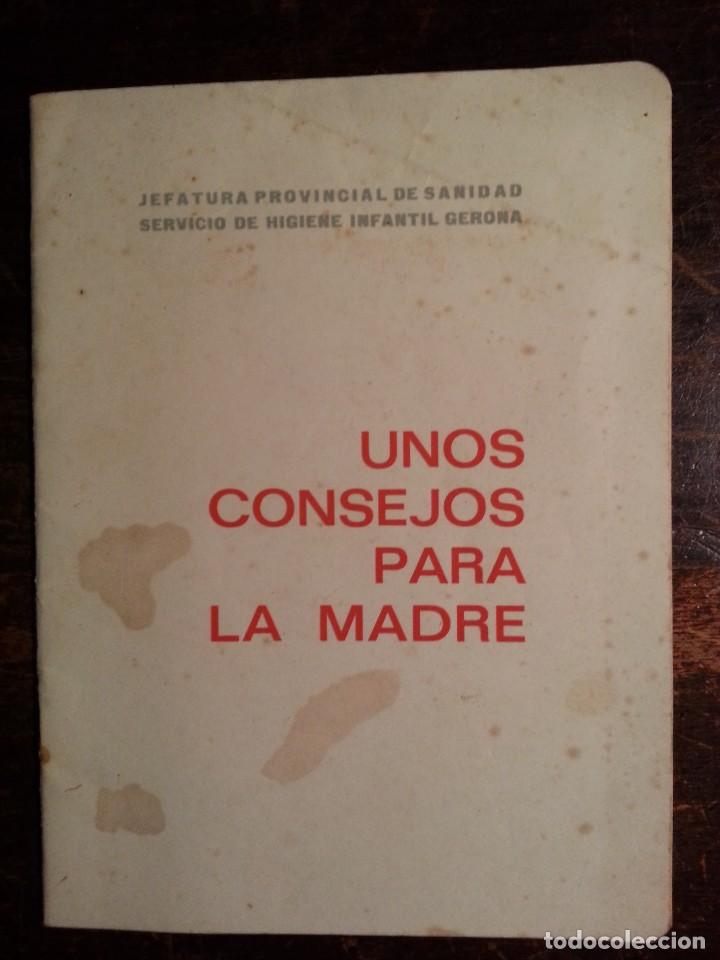 JEFATURA PROVINCIAL DE SANIDAD
SERVICIO DE HIGIENE INFANTIL GERONA
UNOS
CONSEJOS
PARA
LA MADRE
todocoleccion